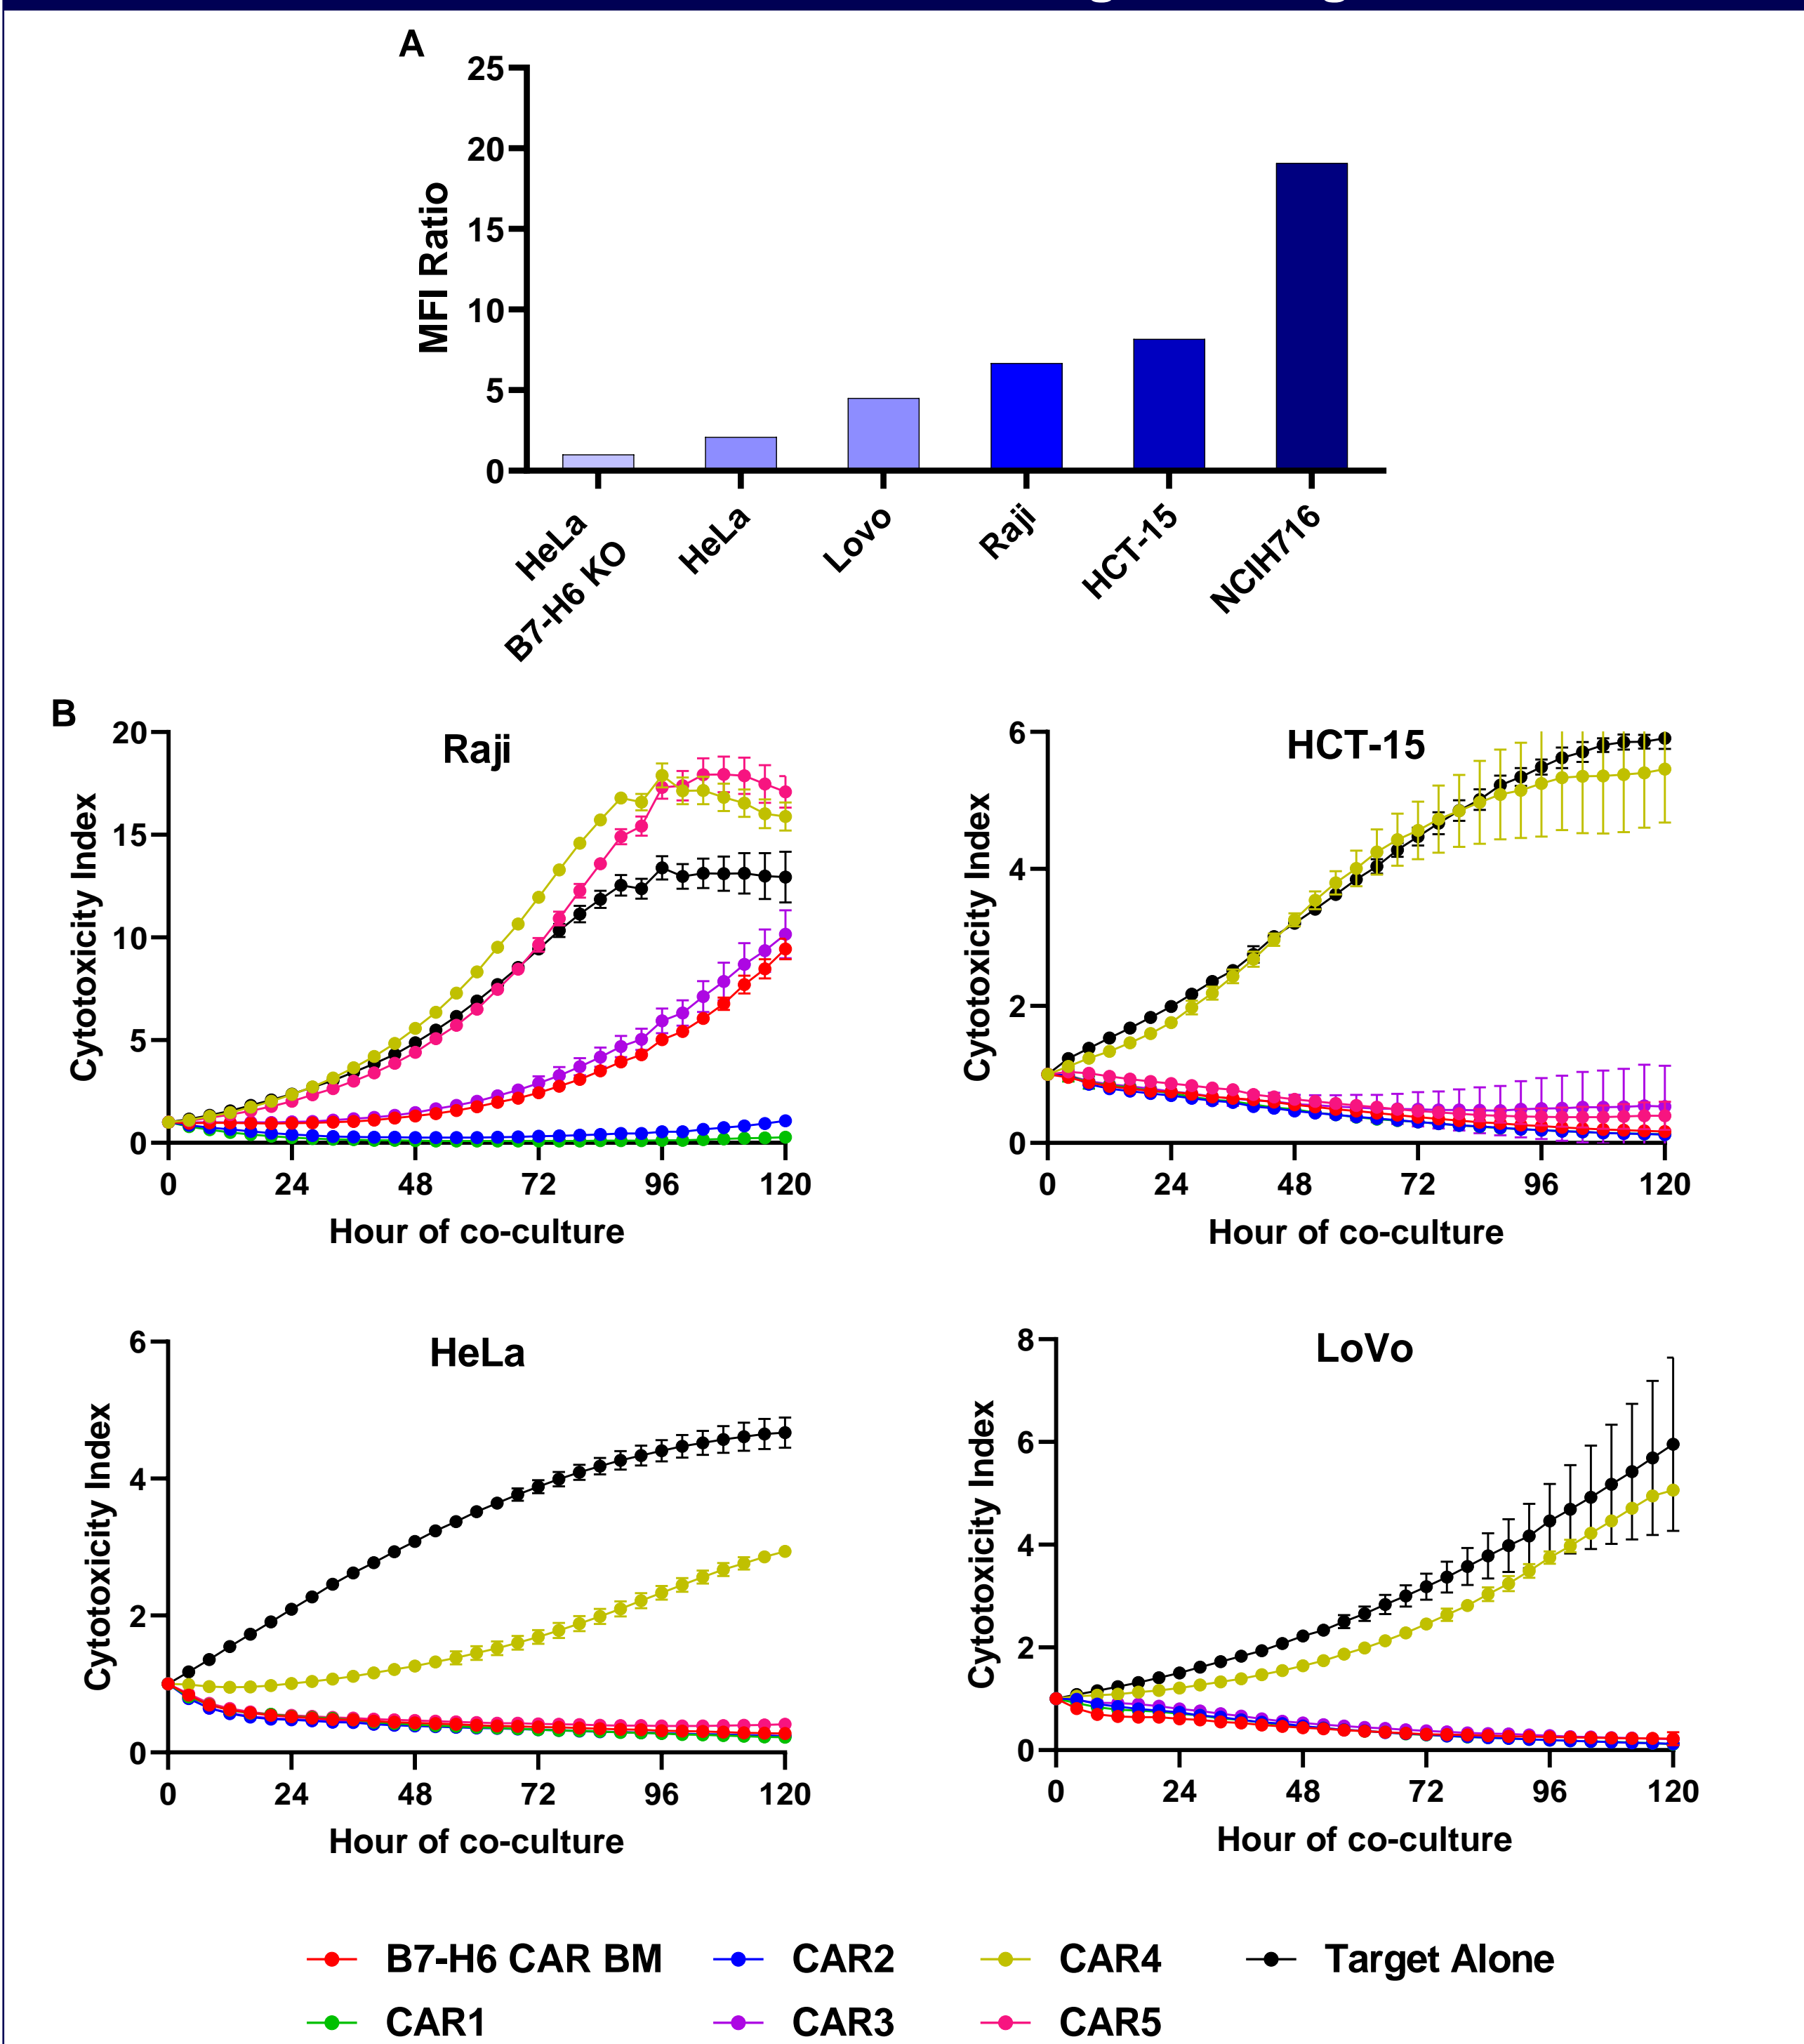 A
25
20
15
10
5
0
MFI Ratio
HeLa
B7-H6 KO
HeLa
Lovo
Raji
HCT-15
NCIH716
B
Raji
20
15
10
5
0
Cytotoxicity Index
0 24 48 72 96 120
Hour of co-culture
HCT-15
6
4
2
0
Cytotoxicity Index
0 24 48 72 96 120
Hour of co-culture
HeLa
6
4
2
0
Cytotoxicity Index
0 24 48 72 96 120
Hour of co-culture
LoVo
8
6
4
2
0
Cytotoxicity Index
0 24 48 72 96 120
Hour of co-culture
B7-H6 CAR BM CAR2 CAR4 Target Alone
CAR1 CAR3 CAR5